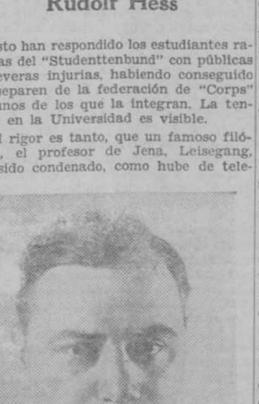 Rudolf Hess
sto han respondido los estudiantes ra-
as del "Studenttenbund" con públicas
everas injurias, habiendo conseguido
eparen de la federación de "Corps"
unos de los que la integran. La ten-
en en la Universidad es visible.
l rigor es tanto, que un famoso filó-
, el profesor de Jena, Leisegang,
sido condenado, como hube de tele-